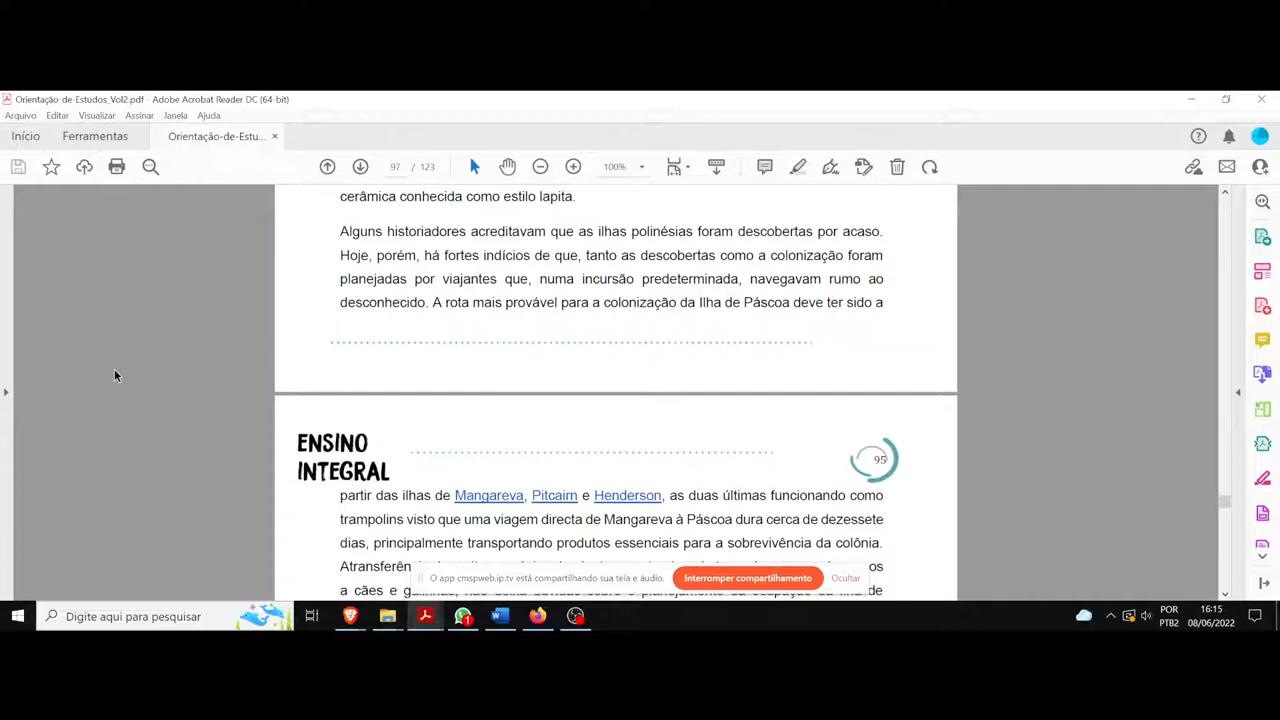 Orientação-de-Estudos_Vol2.pdf - Adobe Acrobat Reader DC (64-bit)
Arquivo Editar Visualizar Assinar Janela Ajuda
Início Ferramentas Orientação-de-Estu... ×
97 / 123 100%
cerâmica conhecida como estilo lapita.
Alguns historiadores acreditavam que as ilhas polinésias foram descobertas por acaso.
Hoje, porém, há fortes indícios de que, tanto as descobertas como a colonização foram
planejadas por viajantes que, numa incursão predeterminada, navegavam rumo ao
desconhecido. A rota mais provável para a colonização da Ilha de Páscoa deve ter sido a
ENSINO
INTEGRAL
95
partir das ilhas de Mangareva, Pitcairn e Henderson, as duas últimas funcionando como
trampolins visto que uma viagem directa de Mangareva à Páscoa dura cerca de dezessete
dias, principalmente transportando produtos essenciais para a sobrevivência da colônia.
O app cmspweb.ip.tv está compartilhando sua tela e áudio. Interromper compartilhamento Ocultar
a cães e
Digite aqui para pesquisar
1
POR
PTB2
16:15
08/06/2022